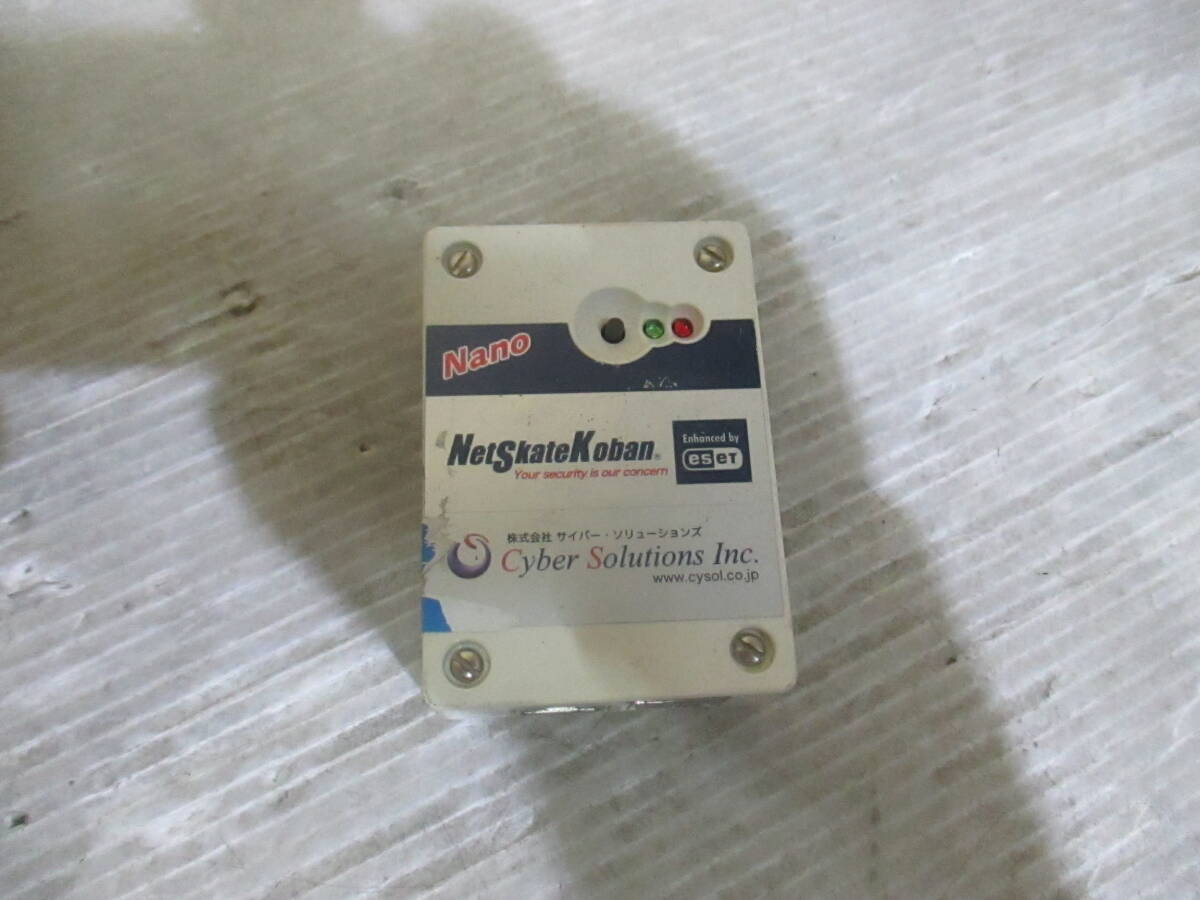 Nano
NetSkateKoban®
Your security is our concern
Enhanced by
eseT
株式会社 サイバー・ソリューションズ
Cyber Solutions Inc.
www.cysol.co.jp